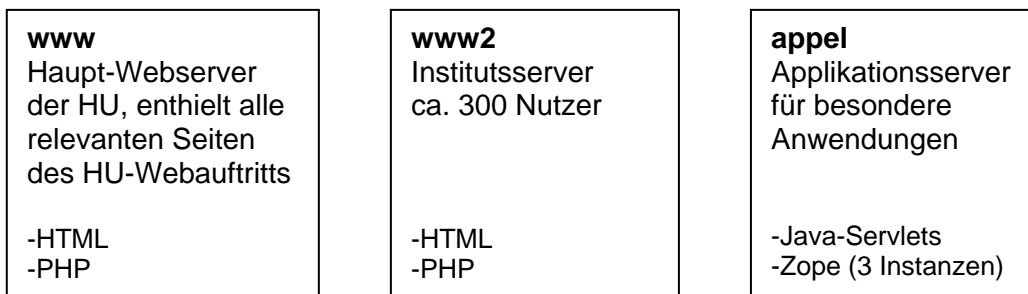 www
Haupt-Webserver
der HU, enthielt alle
relevanten Seiten
des HU-Webauftritts
-HTML
-PHP
www2
Institutsserver
ca. 300 Nutzer
-HTML
-PHP
appel
Applikationsserver
für besondere
Anwendungen
-Java-Servlets
-Zope (3 Instanzen)